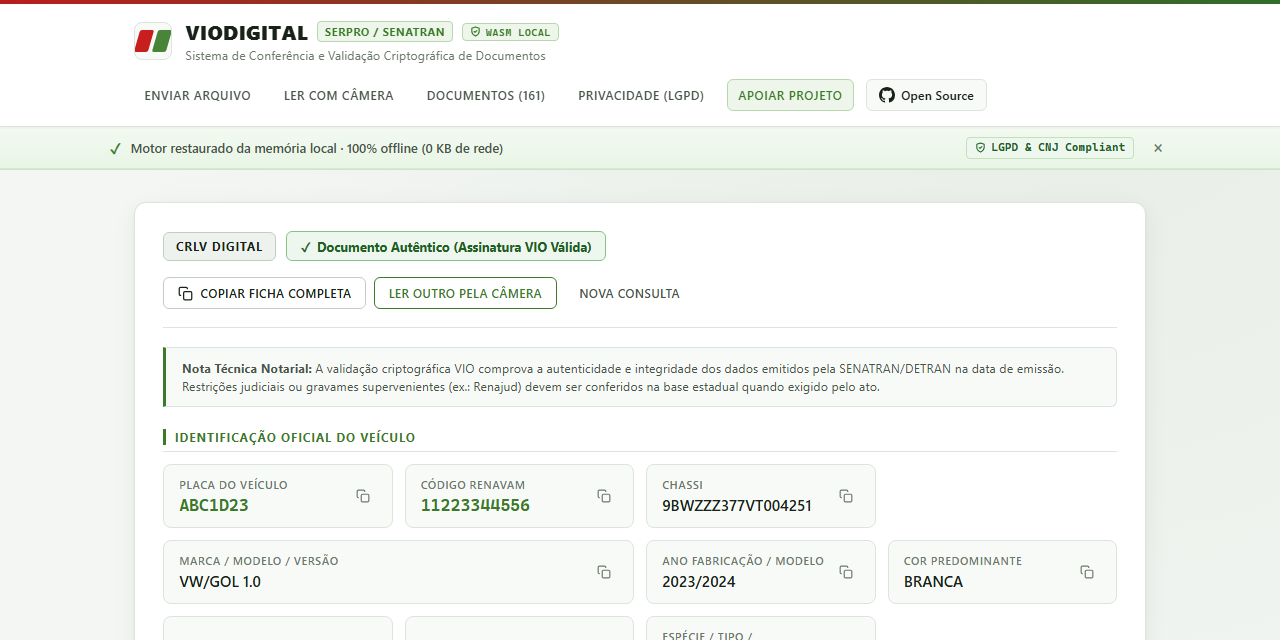 VIODIGITAL SERPRO / SENATRAN WASM LOCAL
Sistema de Conferência e Validação Criptográfica de Documentos
ENVIAR ARQUIVO LER COM CÂMERA DOCUMENTOS (161) PRIVACIDADE (LGPD) APOIAR PROJETO Open Source
✓ Motor restaurado da memória local · 100% offline (0 KB de rede) LGPD & CNJ Compliant ×
CRLV DIGITAL ✓ Documento Autêntico (Assinatura VIO Válida)
COPIAR FICHA COMPLETA LER OUTRO PELA CÂMERA NOVA CONSULTA
Nota Técnica Notarial: A validação criptográfica VIO comprova a autenticidade e integridade dos dados emitidos pela SENATRAN/DETRAN na data de emissão.
Restrições judiciais ou gravames supervenientes (ex.: Renajud) devem ser conferidos na base estadual quando exigido pelo ato.
IDENTIFICAÇÃO OFICIAL DO VEÍCULO
PLACA DO VEÍCULO CÓDIGO RENAVAM CHASSI
ABC1D23 11223344556 9BWZZZ377VT004251
MARCA / MODELO / VERSÃO ANO FABRICAÇÃO / MODELO COR PREDOMINANTE
VW/GOL 1.0 2023/2024 BRANCA
ESPÉCIE / TIPO /